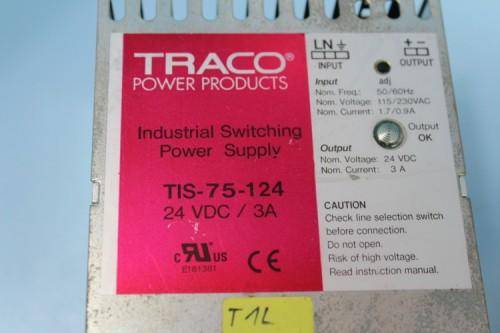 TRACO®
POWER PRODUCTS
Industrial Switching
Power Supply
TIS-75-124
24 VDC / 3A
c RU US
E181381
CE
LN
INPUT
+ -
OUTPUT
adj
Input
Nom. Freq.: 50/60Hz
Nom. Voltage: 115/230VAC
Nom. Current: 1.7/0.9A
Output
OK
Output
Nom. Voltage: 24 VDC
Nom. Current: 3 A
CAUTION
Check line selection switch
before connection.
Do not open.
Risk of high voltage.
Read instruction manual.
T1L